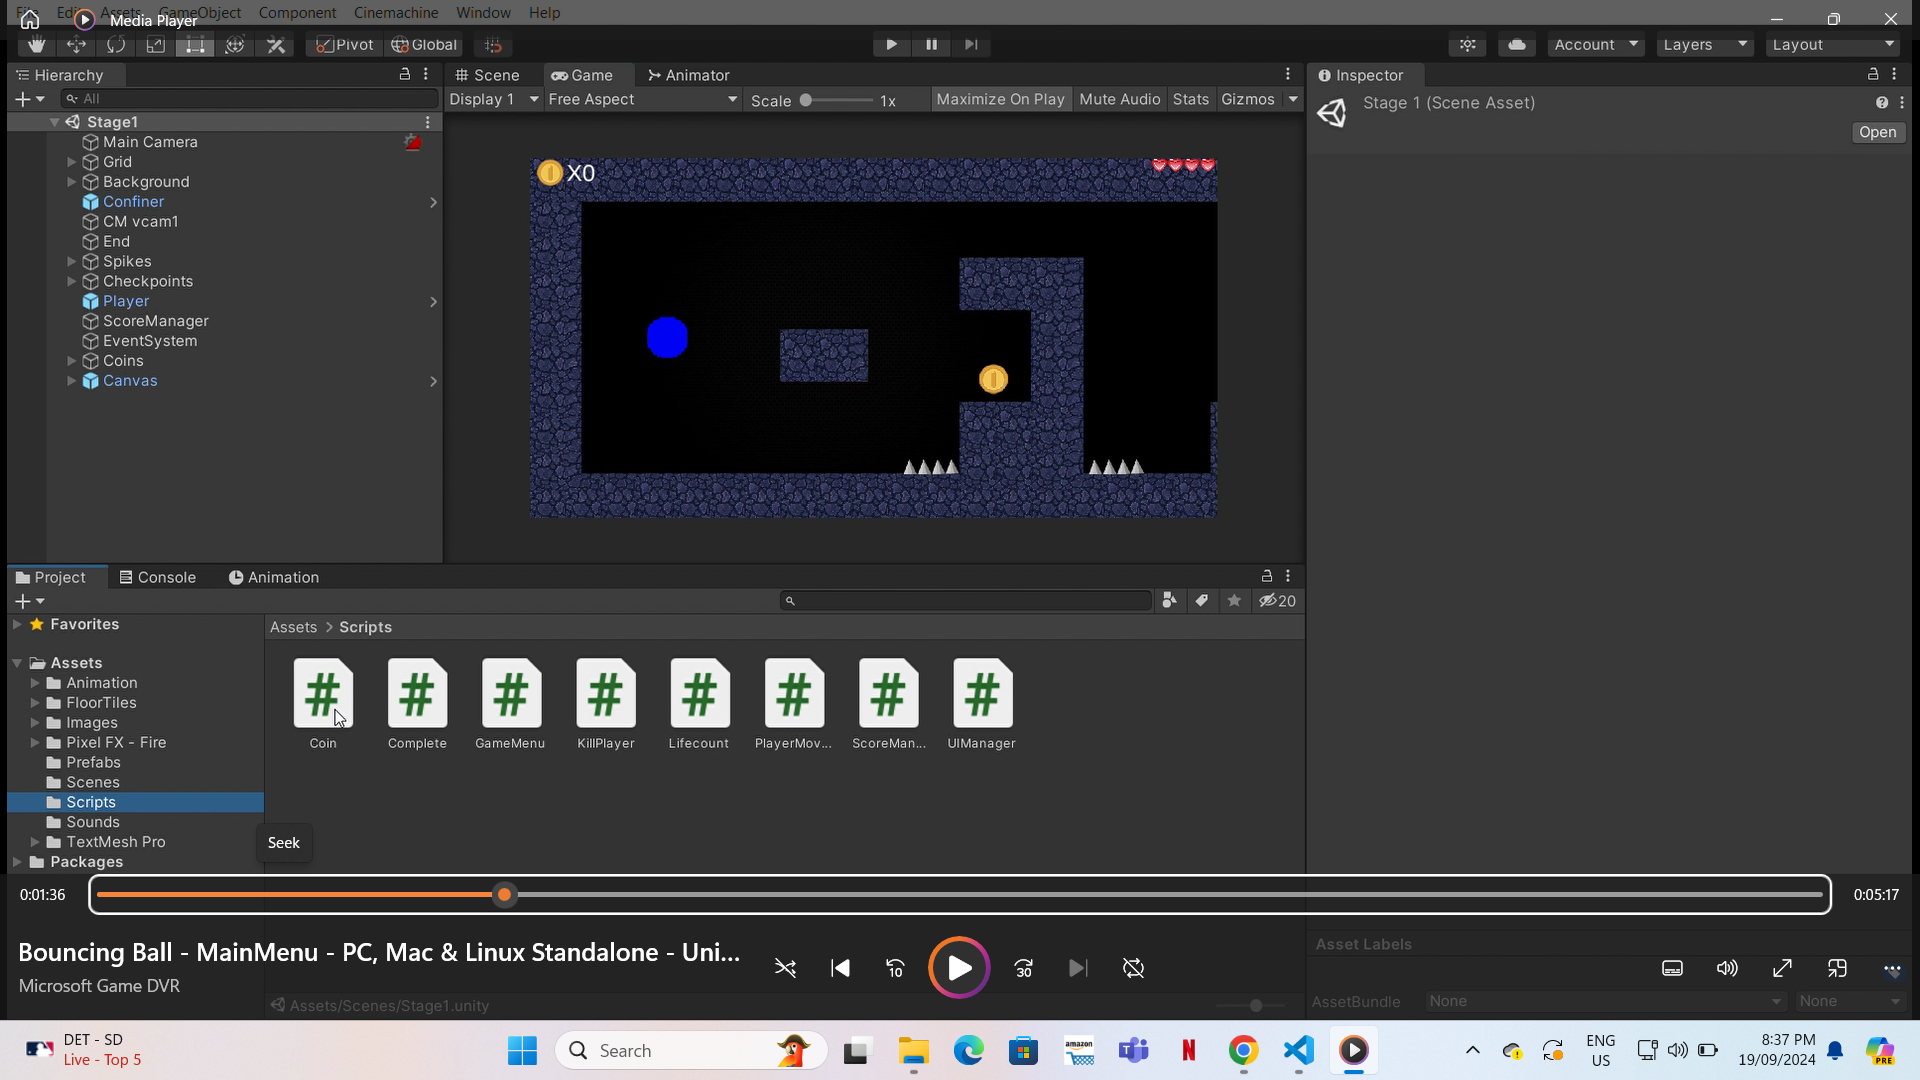 File Edit Assets GameObject Component Cinemachine Window Help
Media Player
Pivot Global Account Layers Layout
Hierarchy
All
Stage1
Main Camera
Grid
Background
Confiner
CM vcam1
End
Spikes
Checkpoints
Player
ScoreManager
EventSystem
Coins
Canvas
Scene Game Animator
Display 1 Free Aspect Scale 1x Maximize On Play Mute Audio Stats Gizmos
X0
Inspector
Stage 1 (Scene Asset)
Open
Project Console Animation
20
Favorites
Assets
Animation
FloorTiles
Images
Pixel FX - Fire
Prefabs
Scenes
Scripts
Sounds
TextMesh Pro
Packages
Assets > Scripts
Coin Complete GameMenu KillPlayer Lifecount PlayerMov... ScoreMan... UIManager
Seek
0:01:36 0:05:17
Bouncing Ball - MainMenu - PC, Mac & Linux Standalone - Uni...
Microsoft Game DVR
10 30
Assets/Scenes/Stage1.unity
Asset Labels
AssetBundle None None
DET - SD
Live - Top 5
Search
amazon
N
ENG
US
8:37 PM
19/09/2024
PRE